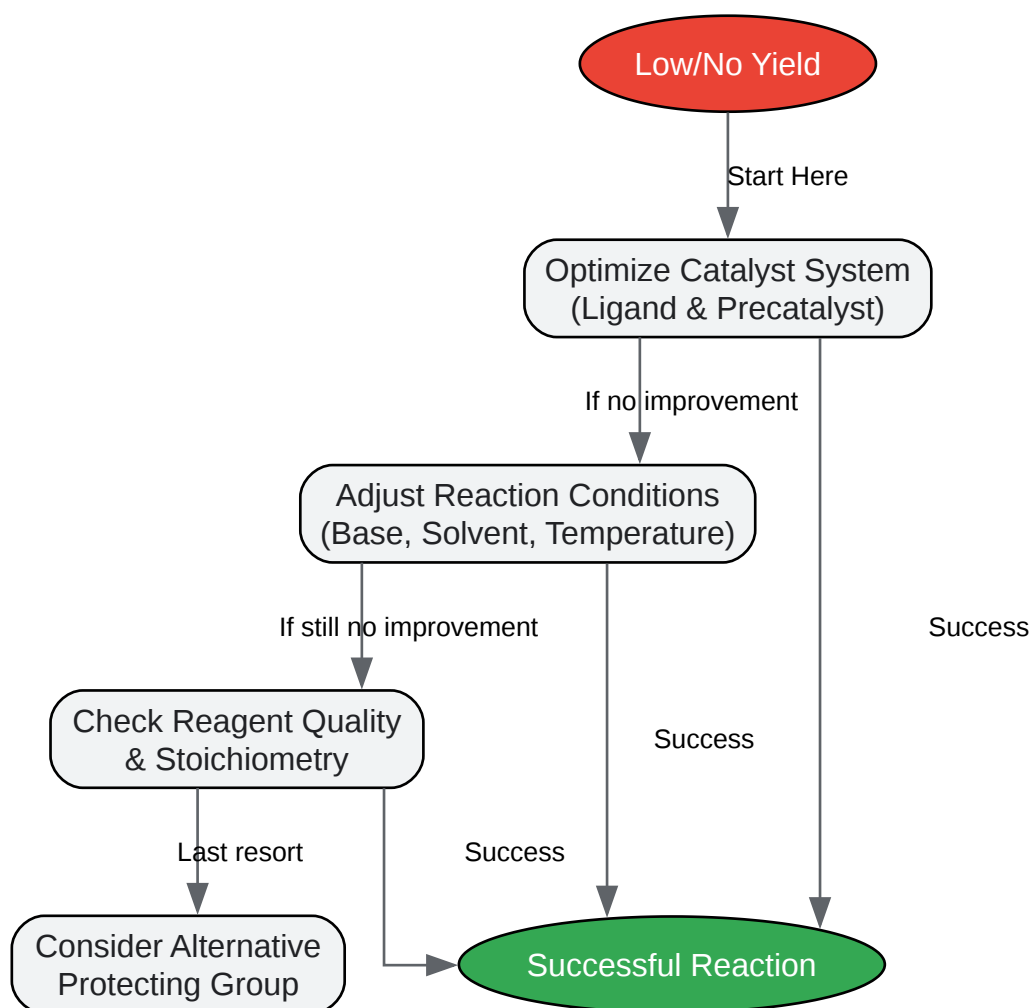 Low/No Yield
Start Here
Optimize Catalyst System
(Ligand & Precatalyst)
If no improvement
Adjust Reaction Conditions
(Base, Solvent, Temperature)
If still no improvement
Success
Check Reagent Quality
& Stoichiometry
Success
Last resort
Success
Consider Alternative
Protecting Group
Successful Reaction